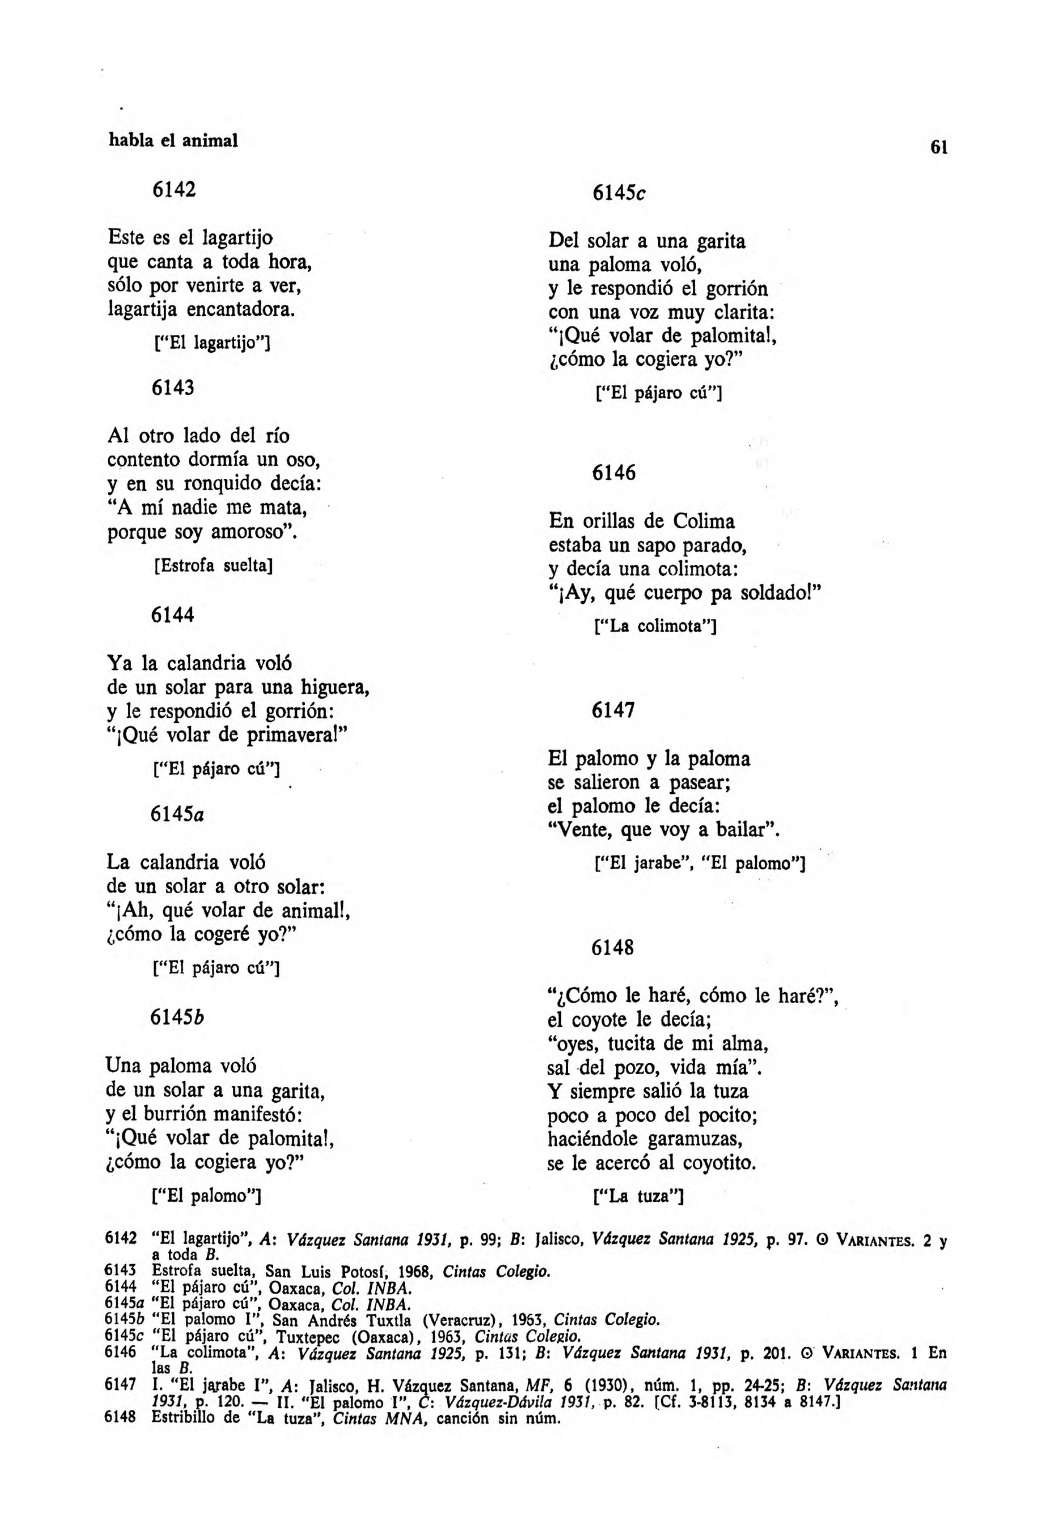 habla el animal
61
6142
Este es el lagartijo
que canta a toda hora,
sólo por venirte a ver,
lagartija encantadora.
["El lagartijo"]
6143
Al otro lado del río
contento dormía un oso,
y en su ronquido decía:
“A mí nadie me mata,
porque soy amoroso”.
[Estrofa suelta]
6144
Ya la calandria voló
de un solar para una higuera,
y le respondió el gorrión:
“¡Qué volar de primavera!”
["El pájaro cú"]
6145a
La calandria voló
de un solar a otro solar:
“¡Ah, qué volar de animal!,
¿cómo la cogeré yo?”
["El pájaro cú"]
6145b
Una paloma voló
de un solar a una garita,
y el burrión manifestó:
“¡Qué volar de palomita!,
¿cómo la cogiera yo?”
["El palomo"]
6145c
Del solar a una garita
una paloma voló,
y le respondió el gorrión
con una voz muy clarita:
“¡Qué volar de palomita!,
¿cómo la cogiera yo?”
["El pájaro cú"]
6146
En orillas de Colima
estaba un sapo parado,
y decía una colimota:
“¡Ay, qué cuerpo pa soldado!”
["La colimota"]
6147
El palomo y la paloma
se salieron a pasear;
el palomo le decía:
“Vente, que voy a bailar”.
["El jarabe", "El palomo"]
6148
“¿Cómo le haré, cómo le haré?”,
el coyote le decía;
“oyes, tucita de mi alma,
sal del pozo, vida mía”.
Y siempre salió la tuza
poco a poco del pocito;
haciéndole garamuzas,
se le acercó al coyotito.
["La tuza"]
6142 "El lagartijo", A: Vázquez Santana 1931, p. 99; B: Jalisco, Vázquez Santana 1925, p. 97. ⊙ VARIANTES. 2 y
a toda B.
6143 Estrofa suelta, San Luis Potosí, 1968, Cintas Colegio.
6144 "El pájaro cú", Oaxaca, Col. INBA.
6145a "El pájaro cú", Oaxaca, Col. INBA.
6145b "El palomo I", San Andrés Tuxtla (Veracruz), 1963, Cintas Colegio.
6145c "El pájaro cú", Tuxtepec (Oaxaca), 1963, Cintas Colegio.
6146 "La colimota", A: Vázquez Santana 1925, p. 131; B: Vázquez Santana 1931, p. 201. ⊙ VARIANTES. 1 En
las B.
6147 I. "El jarabe I", A: Jalisco, H. Vázquez Santana, MF, 6 (1930), núm. 1, pp. 24-25; B: Vázquez Santana
1931, p. 120. — II. "El palomo I", C: Vázquez-Dávila 1931, p. 82. [Cf. 3-8113, 8134 a 8147.]
6148 Estribillo de "La tuza", Cintas MNA, canción sin núm.